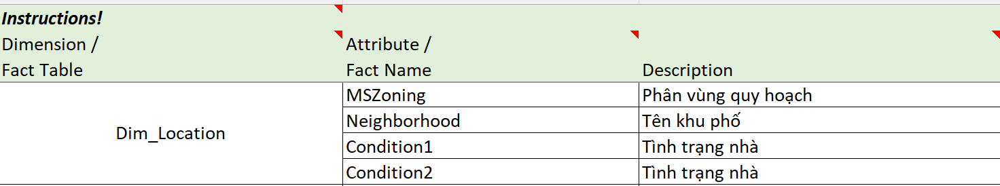 Instructions!
Dimension /
Fact Table
Attribute /
Fact Name
Description
Dim_Location
MSZoning
Phân vùng quy hoạch
Neighborhood
Tên khu phố
Condition1
Tình trạng nhà
Condition2
Tình trạng nhà